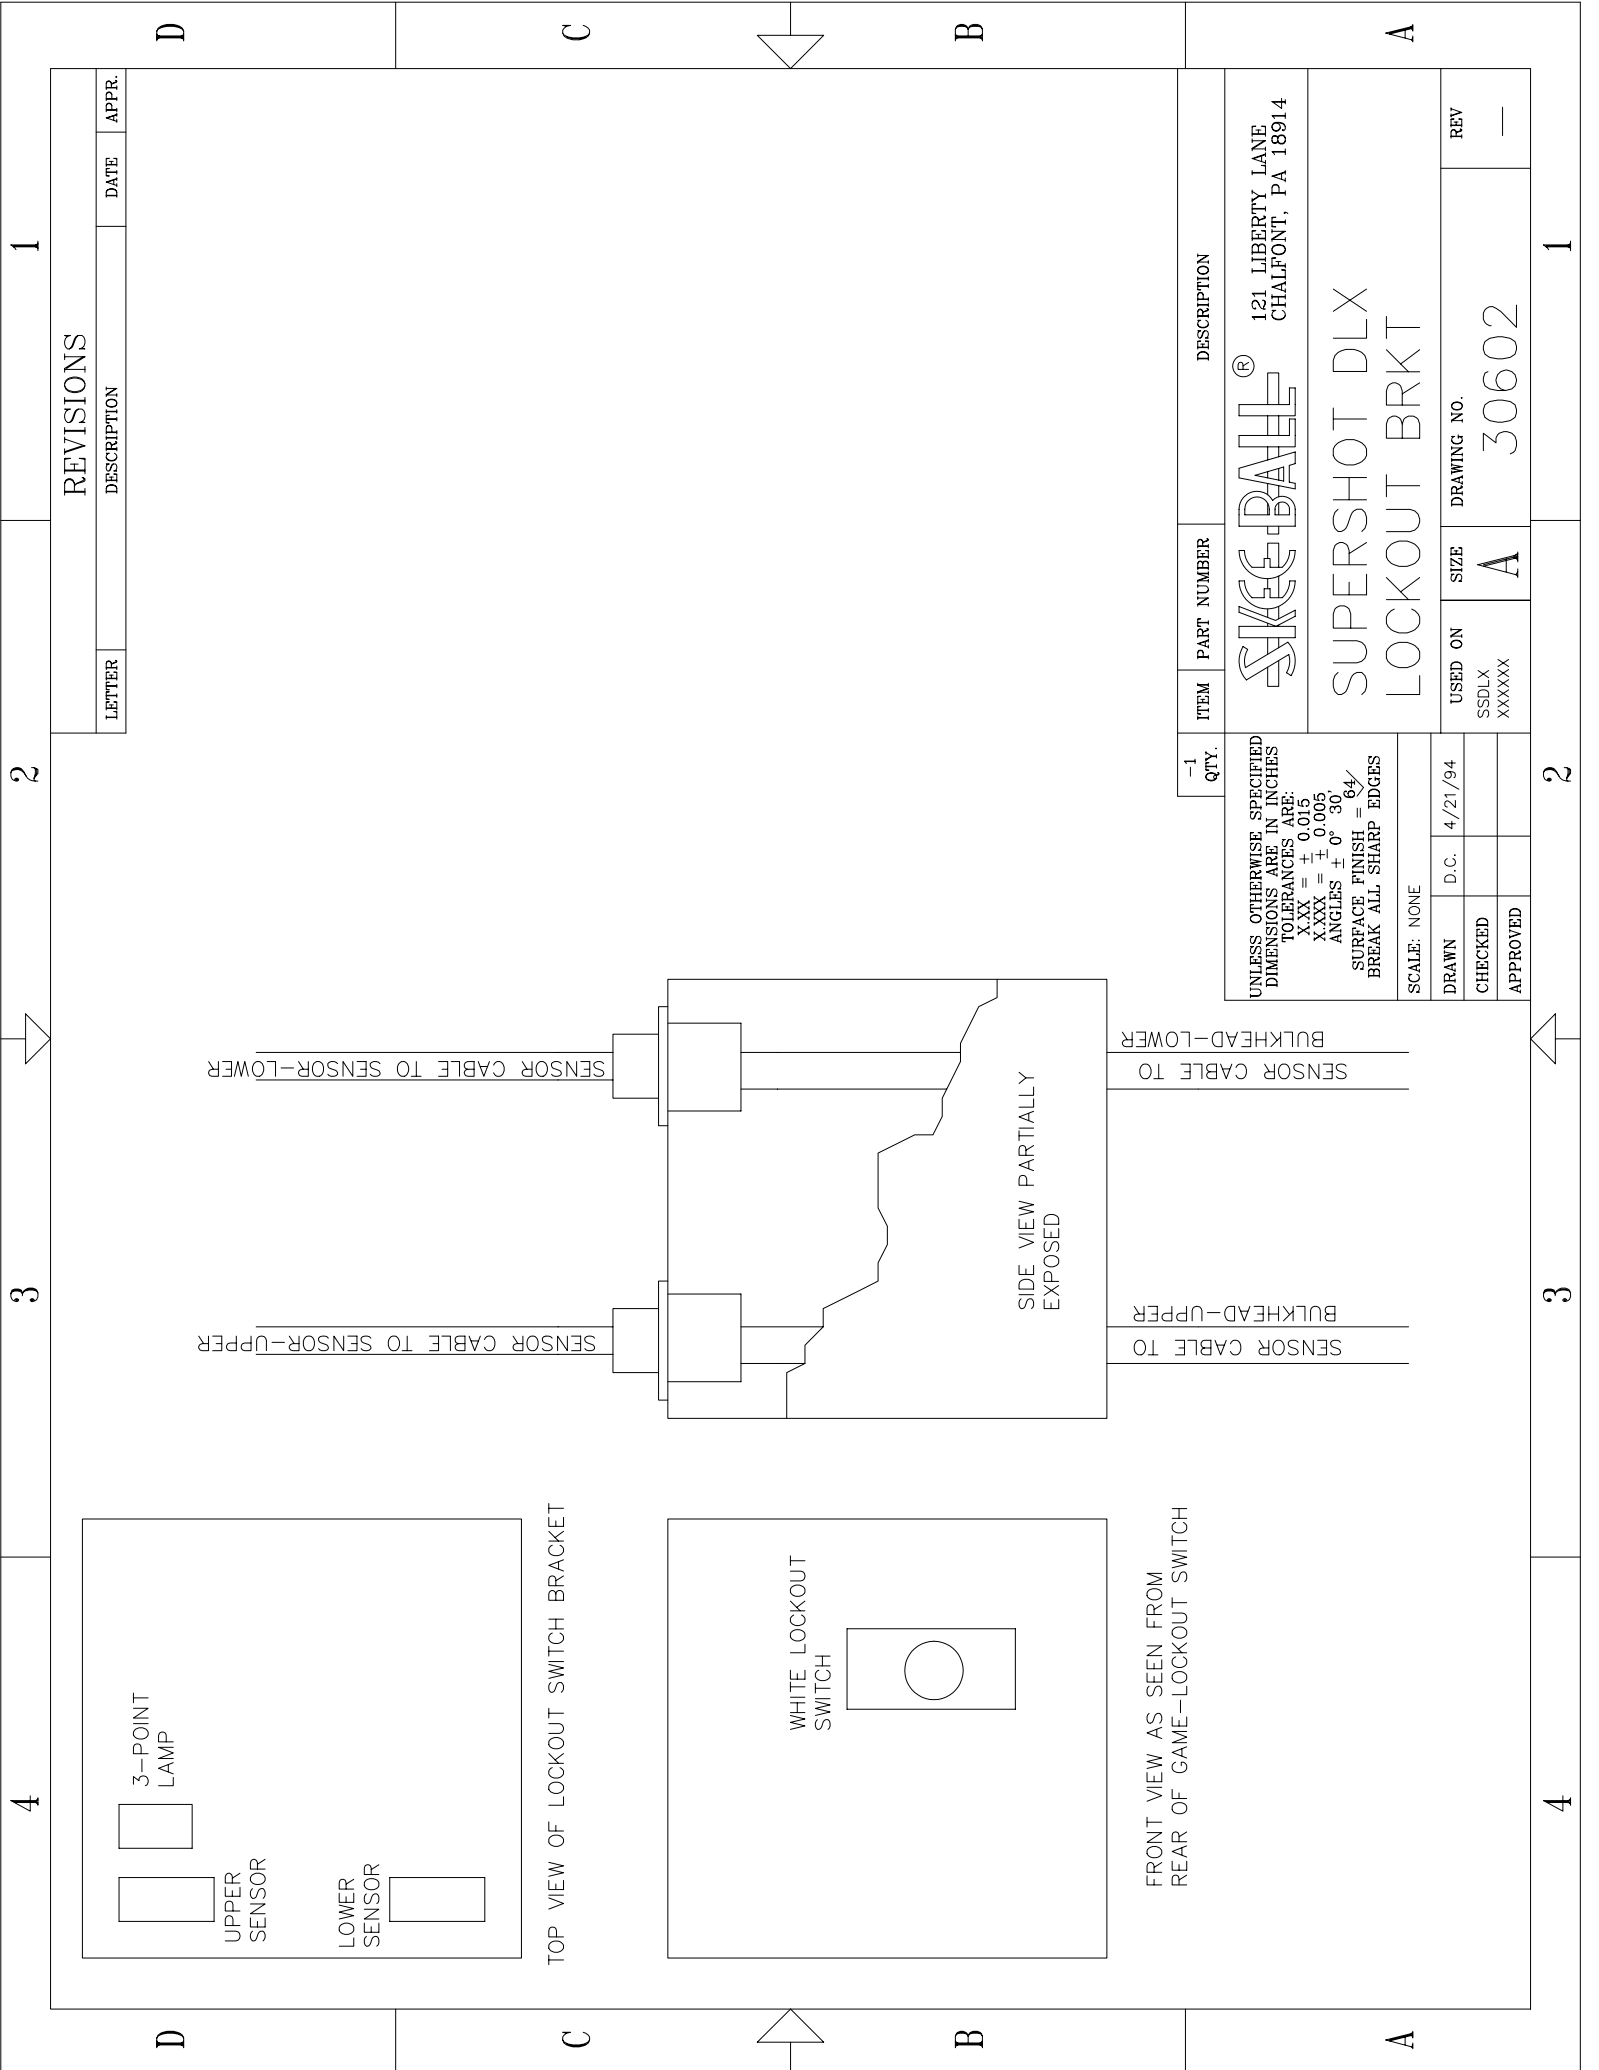 4
3
2
1
D
D
C
C
B
B
A
A
4
3
2
1
REVISIONS
LETTER
DESCRIPTION
DATE
APPR.
3-POINT
LAMP
UPPER
SENSOR
LOWER
SENSOR
TOP VIEW OF LOCKOUT SWITCH BRACKET
SENSOR CABLE TO SENSOR-UPPER
SENSOR CABLE TO SENSOR-LOWER
WHITE LOCKOUT
SWITCH
FRONT VIEW AS SEEN FROM
REAR OF GAME-LOCKOUT SWITCH
SIDE VIEW PARTIALLY
EXPOSED
SENSOR CABLE TO
BULKHEAD-UPPER
SENSOR CABLE TO
BULKHEAD-LOWER
-1
QTY.
ITEM
PART NUMBER
DESCRIPTION
UNLESS OTHERWISE SPECIFIED
DIMENSIONS ARE IN INCHES
TOLERANCES ARE:
X.XX = ± 0.015
X.XXX = ± 0.005
ANGLES ± 0° 30'
SURFACE FINISH = 64
BREAK ALL SHARP EDGES
SCALE: NONE
DRAWN D.C. 4/21/94
CHECKED
APPROVED
SKEE-BALL ®
121 LIBERTY LANE
CHALFONT, PA 18914
SUPERSHOT DLX
LOCKOUT BRKT
USED ON
SSDLX
XXXXXX
SIZE
A
DRAWING NO.
30602
REV
—